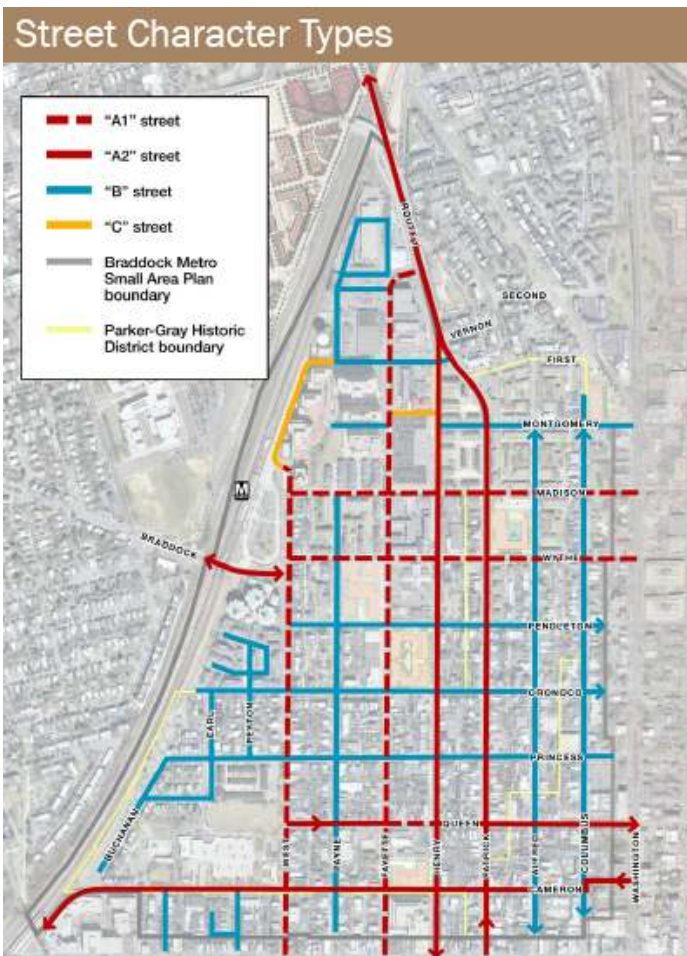 Street Character Types
"A1" street
"A2" street
"B" street
"C" street
Braddock Metro
Small Area Plan
boundary
Parker-Gray Historic
District boundary
ROUTE 1
SECOND
VERNON
FIRST
MONTGOMERY
M
MADISON
BRADDOCK
WYTHE
PENDLETON
ORONOCO
EARL
PEYTON
PRINCESS
BUCHANAN
QUEEN
WEST
PAYNE
FAYETTE
HENRY
PATRICK
ALFRED
COLUMBUS
WASHINGTON
CAMERON